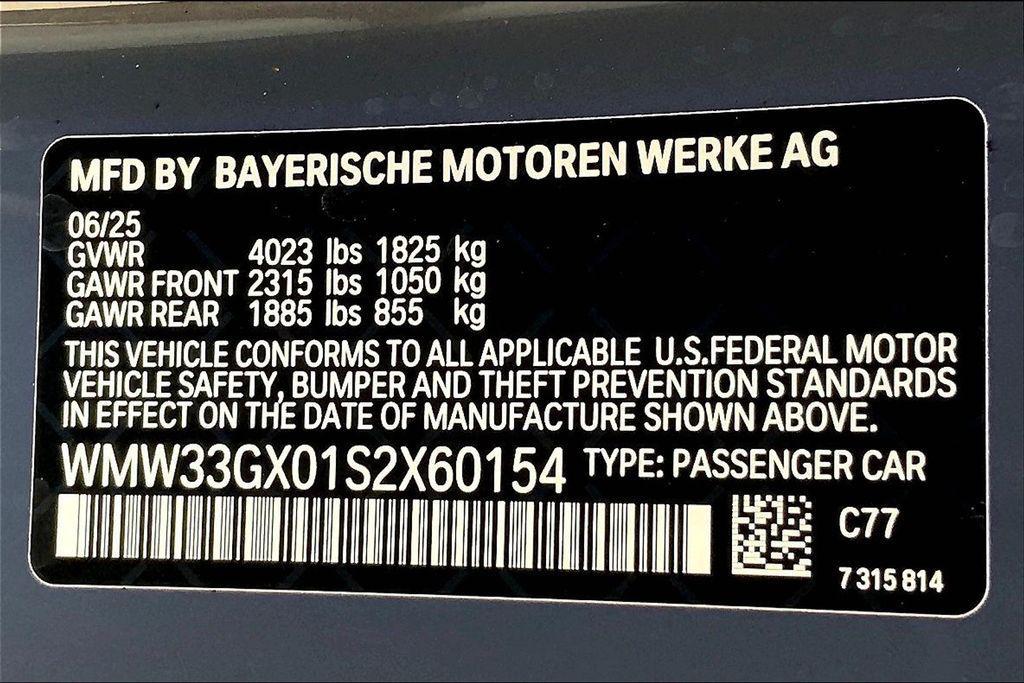 MFD BY BAYERISCHE MOTOREN WERKE AG
06/25
GVWR 4023 lbs 1825 kg
GAWR FRONT 2315 lbs 1050 kg
GAWR REAR 1885 lbs 855 kg
THIS VEHICLE CONFORMS TO ALL APPLICABLE U.S.FEDERAL MOTOR
VEHICLE SAFETY, BUMPER AND THEFT PREVENTION STANDARDS
IN EFFECT ON THE DATE OF MANUFACTURE SHOWN ABOVE.
WMW33GX01S2X60154 TYPE: PASSENGER CAR
C77
7 315 814